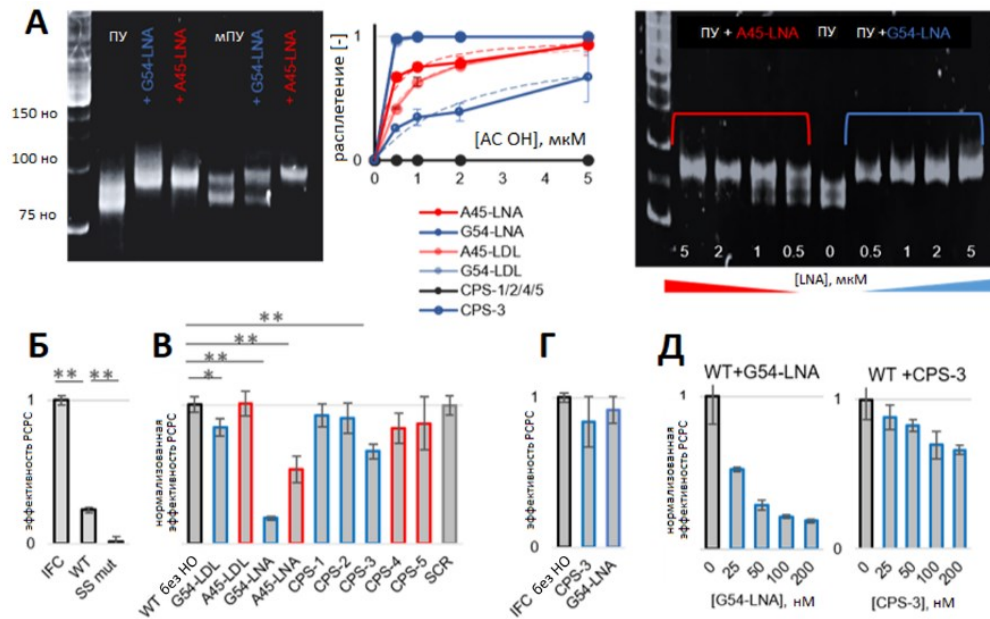 А
ПУ
+ G54-LNA
+ A45-LNA
мПУ
+ G54-LNA
+ A45-LNA
150 но
100 но
75 но
расплетение [-]
1
0
0 1 2 3 4 5
[АС ОН], мкМ
A45-LNA
G54-LNA
A45-LDL
G54-LDL
CPS-1/2/4/5
CPS-3
ПУ + A45-LNA ПУ ПУ +G54-LNA
5 2 1 0.5 0 0.5 1 2 5
[LNA], мкМ
Б
** **
эффективность РСРС
1
0
IFC
WT
SS mut
В
**
**
**
*
нормализованная
эффективность РСРС
1
0
WT без НО
G54-LDL
A45-LDL
G54-LNA
A45-LNA
CPS-1
CPS-2
CPS-3
CPS-4
CPS-5
SCR
Г
эффективность РСРС
1
0
IFC без НО
CPS-3
G54-LNA
Д
WT+G54-LNA
нормализованная
эффективность РСРС
1
0
0 25 50 100 200
[G54-LNA], нМ
WT +CPS-3
1
0
0 25 50 100 200
[CPS-3], нМ